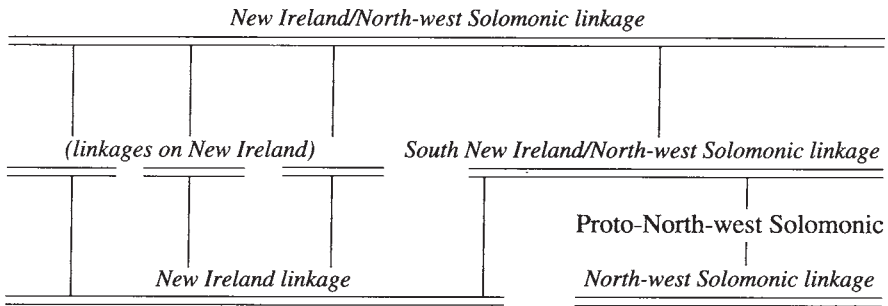 New Ireland/North-west Solomonic linkage
(linkages on New Ireland) South New Ireland/North-west Solomonic linkage
Proto-North-west Solomonic
New Ireland linkage North-west Solomonic linkage